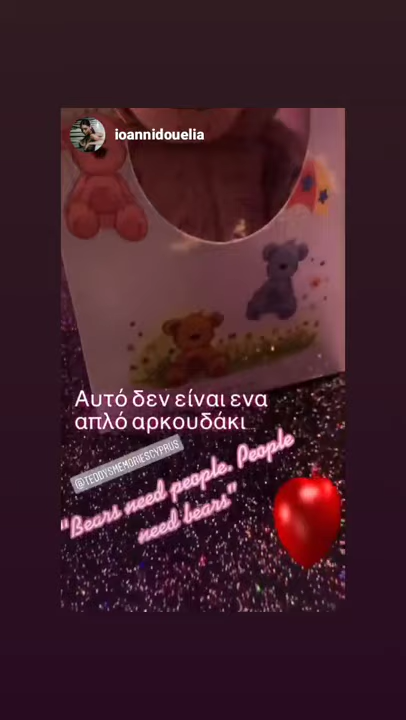 ioannidouelia
Αυτό δεν είναι ενα
απλό αρκουδάκι
@TEDDYSMEMORIESCYPRUS
"Bears need people. People
need bears"